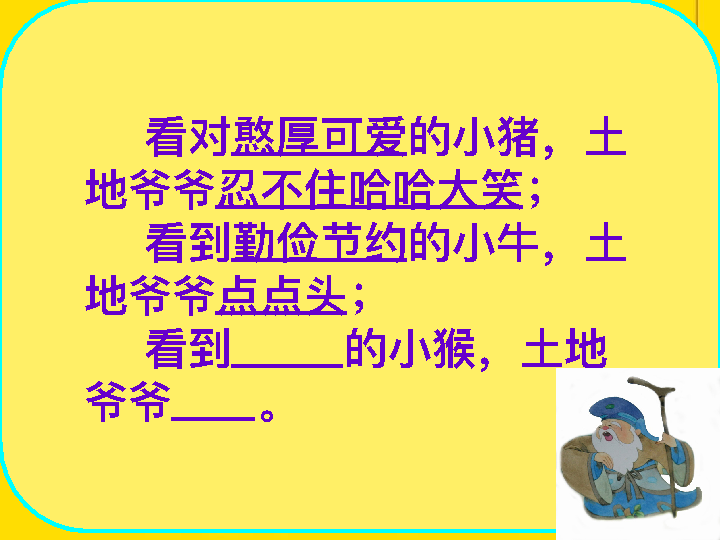 看对憨厚可爱的小猪，土
地爷爷忍不住哈哈大笑；
看到勤俭节约的小牛，土
地爷爷点点头；
看到_____的小猴，土地
爷爷____。